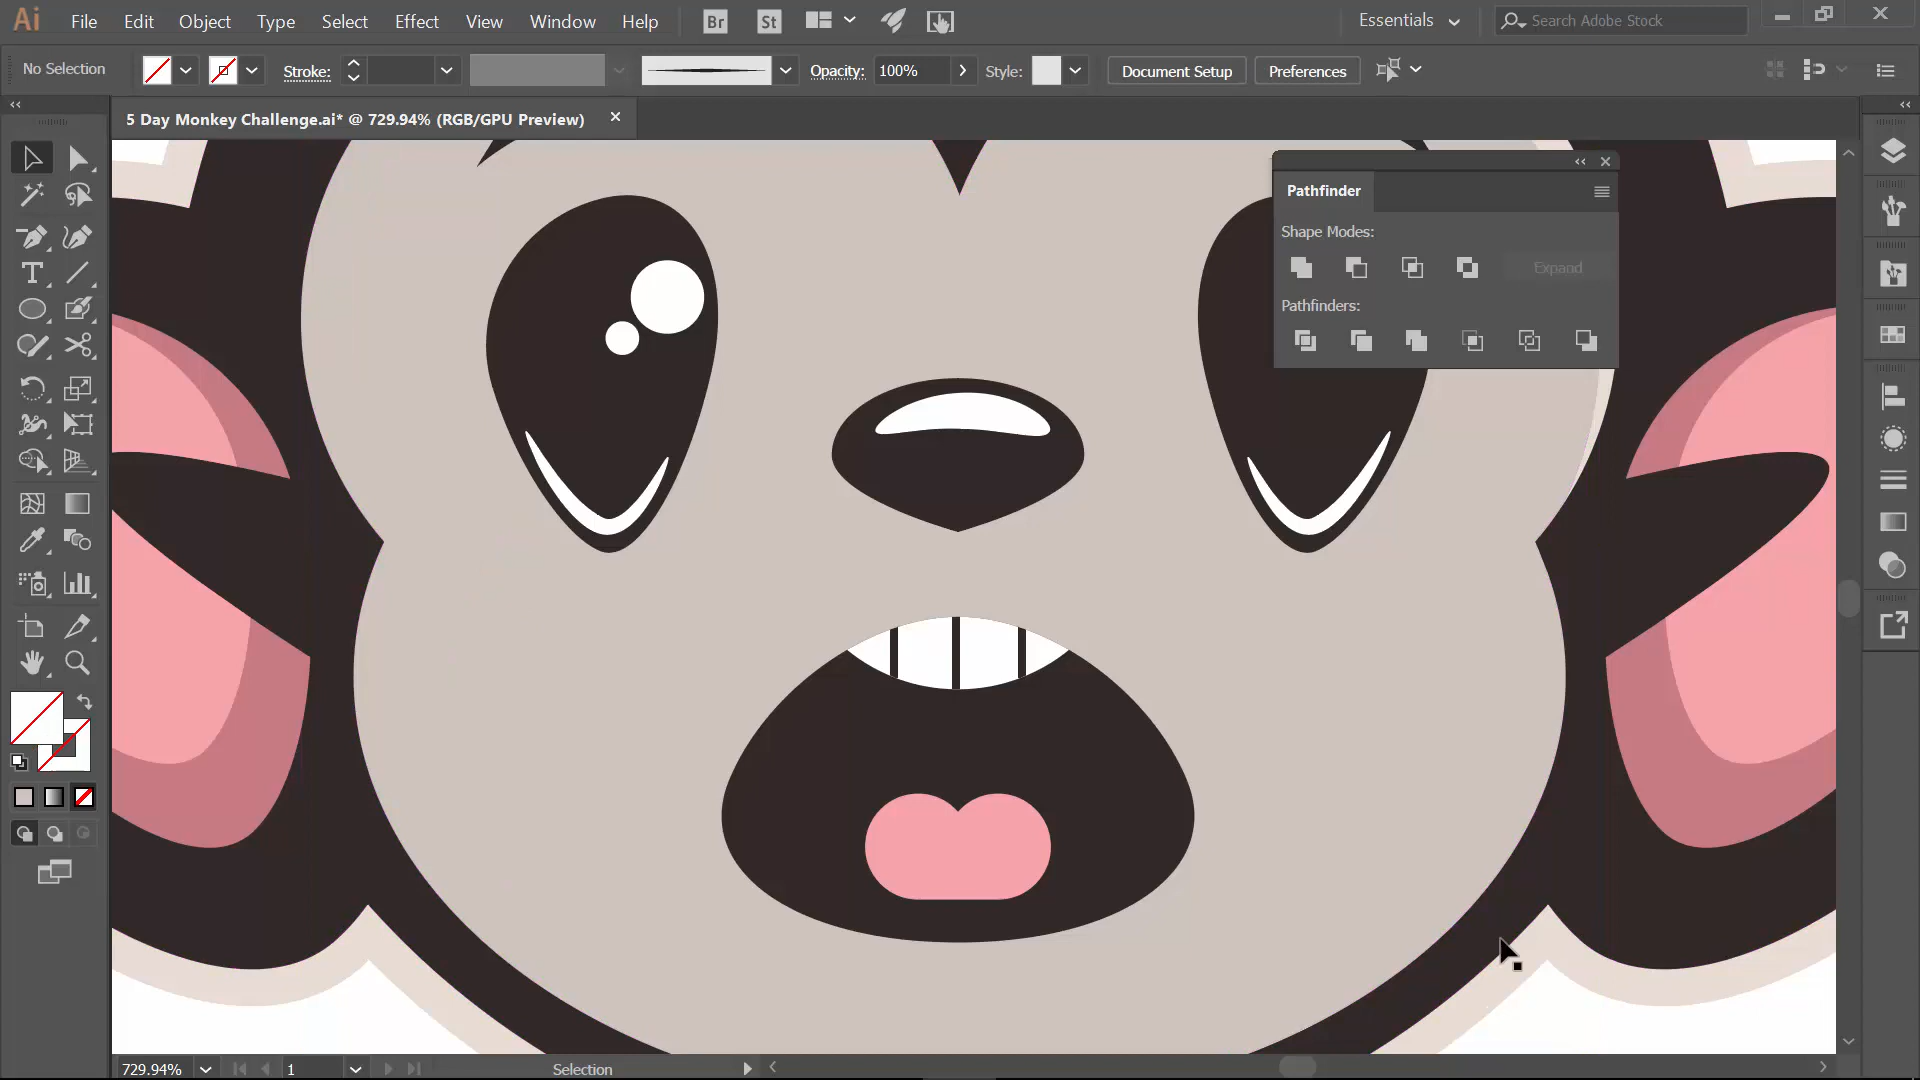 Ai File Edit Object Type Select Effect View Window Help Br St Essentials Search Adobe Stock
No Selection Stroke: Opacity: 100% Style: Document Setup Preferences
5 Day Monkey Challenge.ai* @ 729.94% (RGB/GPU Preview)
Pathfinder
Shape Modes:
Expand
Pathfinders:
729.94% 1 Selection